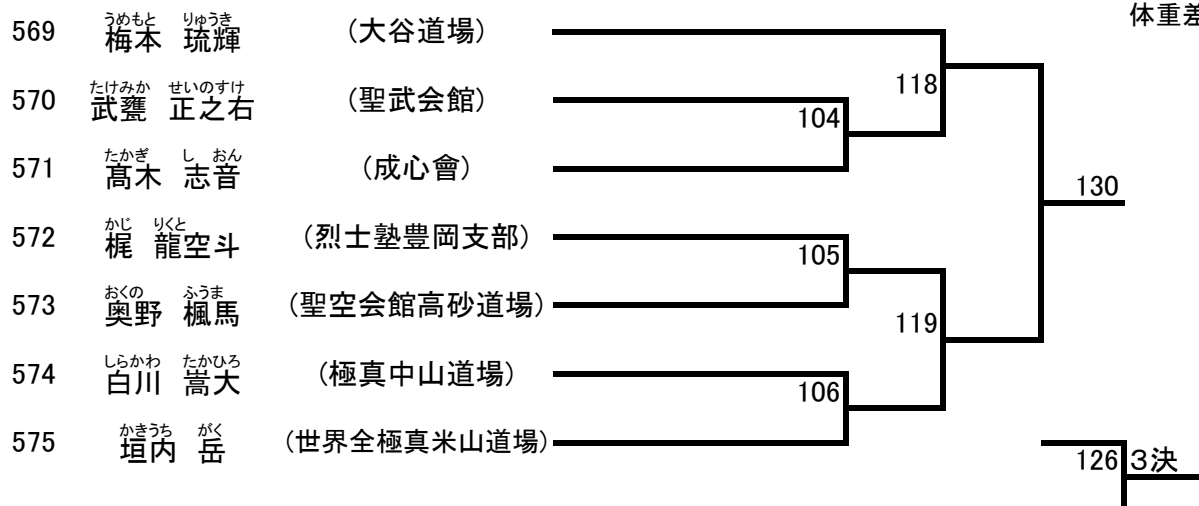 体重差
うめもと りゅうき
569 梅本 琉輝 (大谷道場)
118
たけみか せいのすけ
570 武甕 正之右 (聖武会館)
104
たかぎ し おん
571 髙木 志音 (成心會)
130
かじ りくと
572 梶 龍空斗 (烈士塾豊岡支部)
105
おくの ふうま
573 奥野 楓馬 (聖空会館高砂道場)
119
しらかわ たかひろ
574 白川 嵩大 (極真中山道場)
106
かきうち がく
575 垣内 岳 (世界全極真米山道場)
126 3決